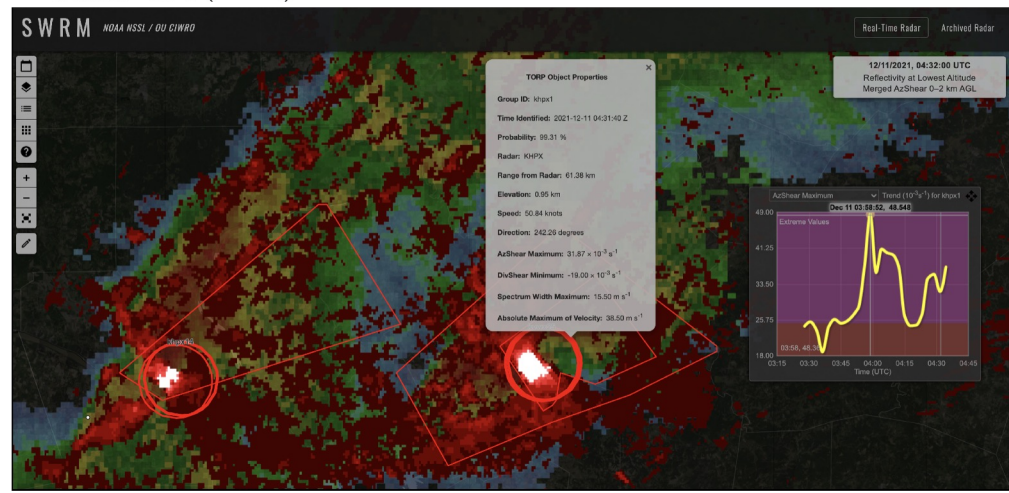 SWRM NOAA NSSL / OU CIWRO
Real-Time Radar
Archived Radar
12/11/2021, 04:32:00 UTC
Reflectivity at Lowest Altitude
Merged AzShear 0–2 km AGL
×
TORP Object Properties
Group ID: khpx1
Time Identified: 2021-12-11 04:31:40 Z
Probability: 99.31 %
Radar: KHPX
Range from Radar: 61.38 km
Elevation: 0.95 km
Speed: 50.84 knots
Direction: 242.26 degrees
AzShear Maximum: 31.87 × 10⁻³ s⁻¹
DivShear Minimum: -19.00 × 10⁻³ s⁻¹
Spectrum Width Maximum: 15.50 m s⁻¹
Absolute Maximum of Velocity: 38.50 m s⁻¹
AzShear Maximum
Trend (10⁻³s⁻¹) for khpx1
Dec 11 03:58:52, 48.548
49.00
Extreme Values
41.25
33.50
25.75
18.00
03:15
03:30
03:45
04:00
04:15
04:30
04:45
Time (UTC)